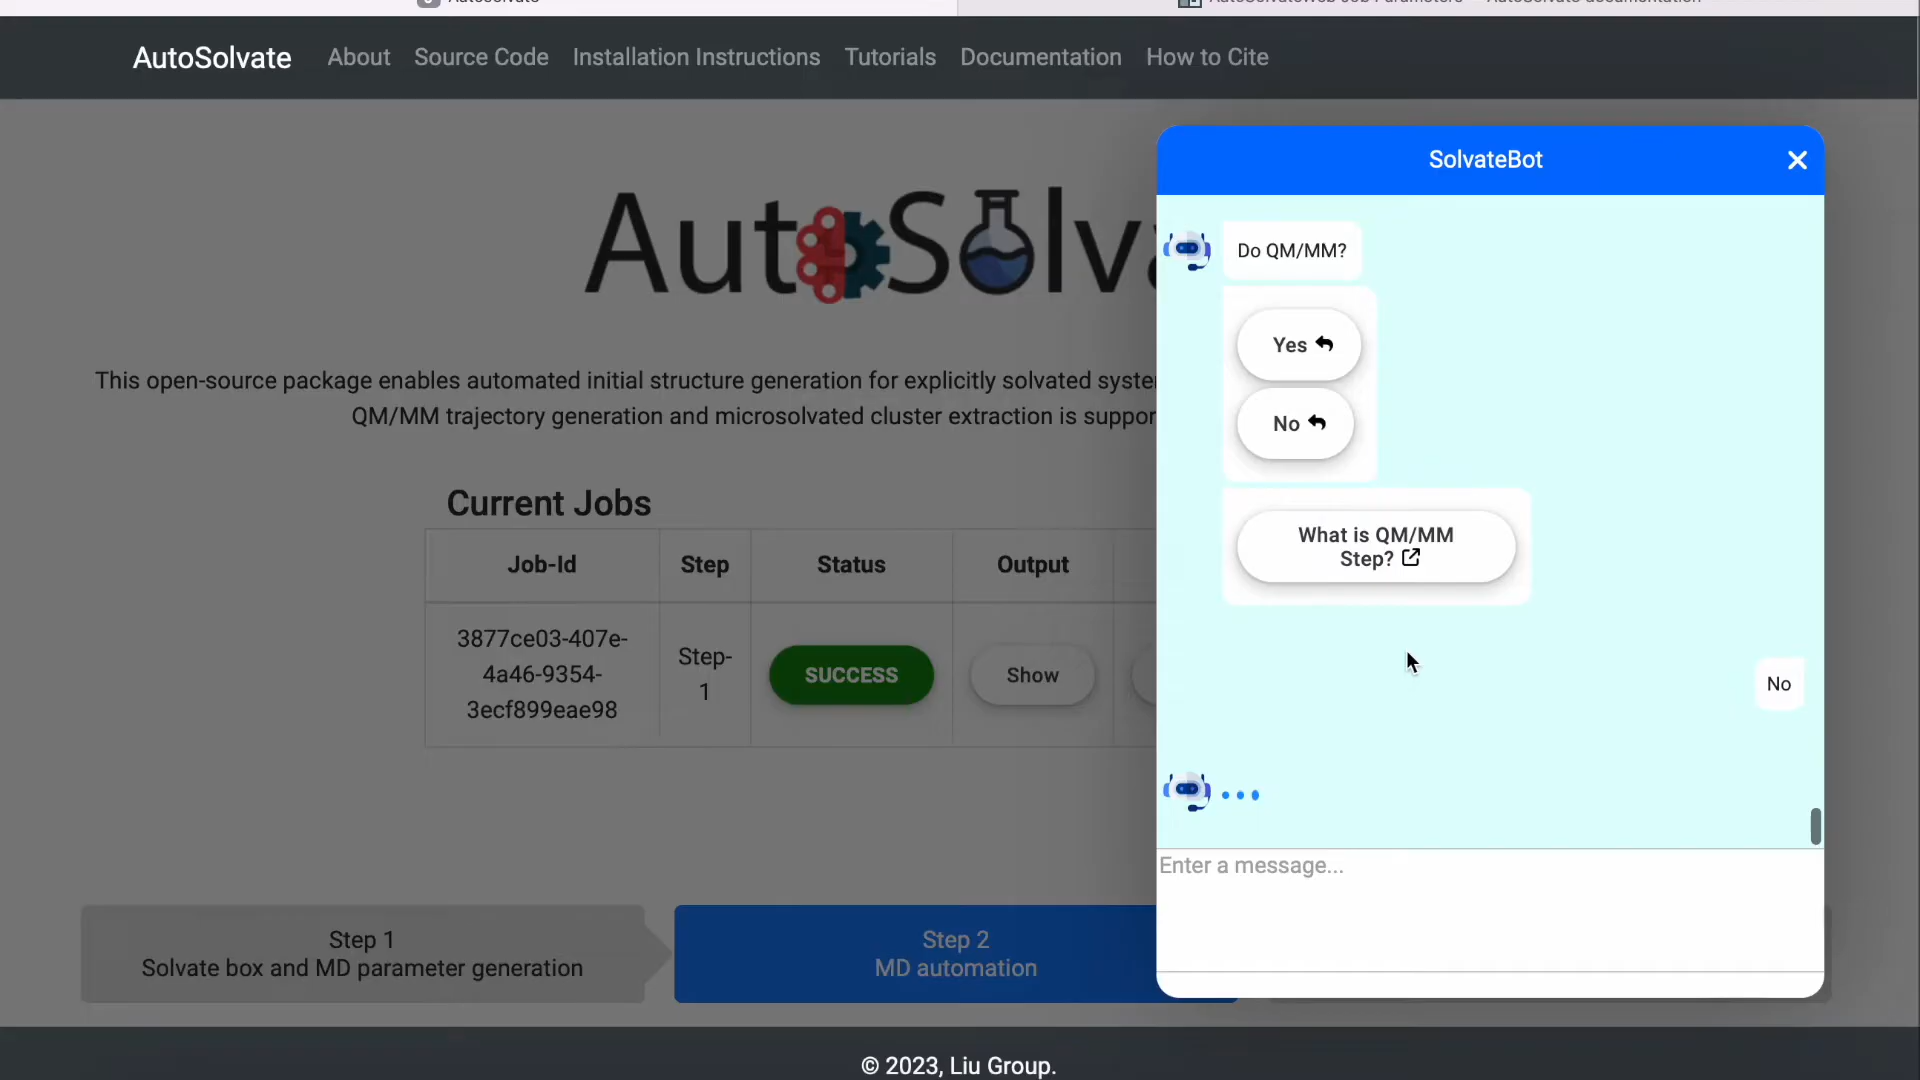 AutoSolvate
About
Source Code
Installation Instructions
Tutorials
Documentation
How to Cite
SolvateBot
Do QM/MM?
Yes
No
What is QM/MM
Step?
No
Enter a message...
This open-source package enables automated initial structure generation for explicitly solvated
QM/MM trajectory generation and microsolvated cluster extraction is
Current Jobs
Job-Id
Step
Status
Output
3877ce03-407e-
4a46-9354-
3ecf899eae98
Step-
1
SUCCESS
Show
Step 1
Solvate box and MD parameter generation
Step 2
MD automation
© 2023, Liu Group.